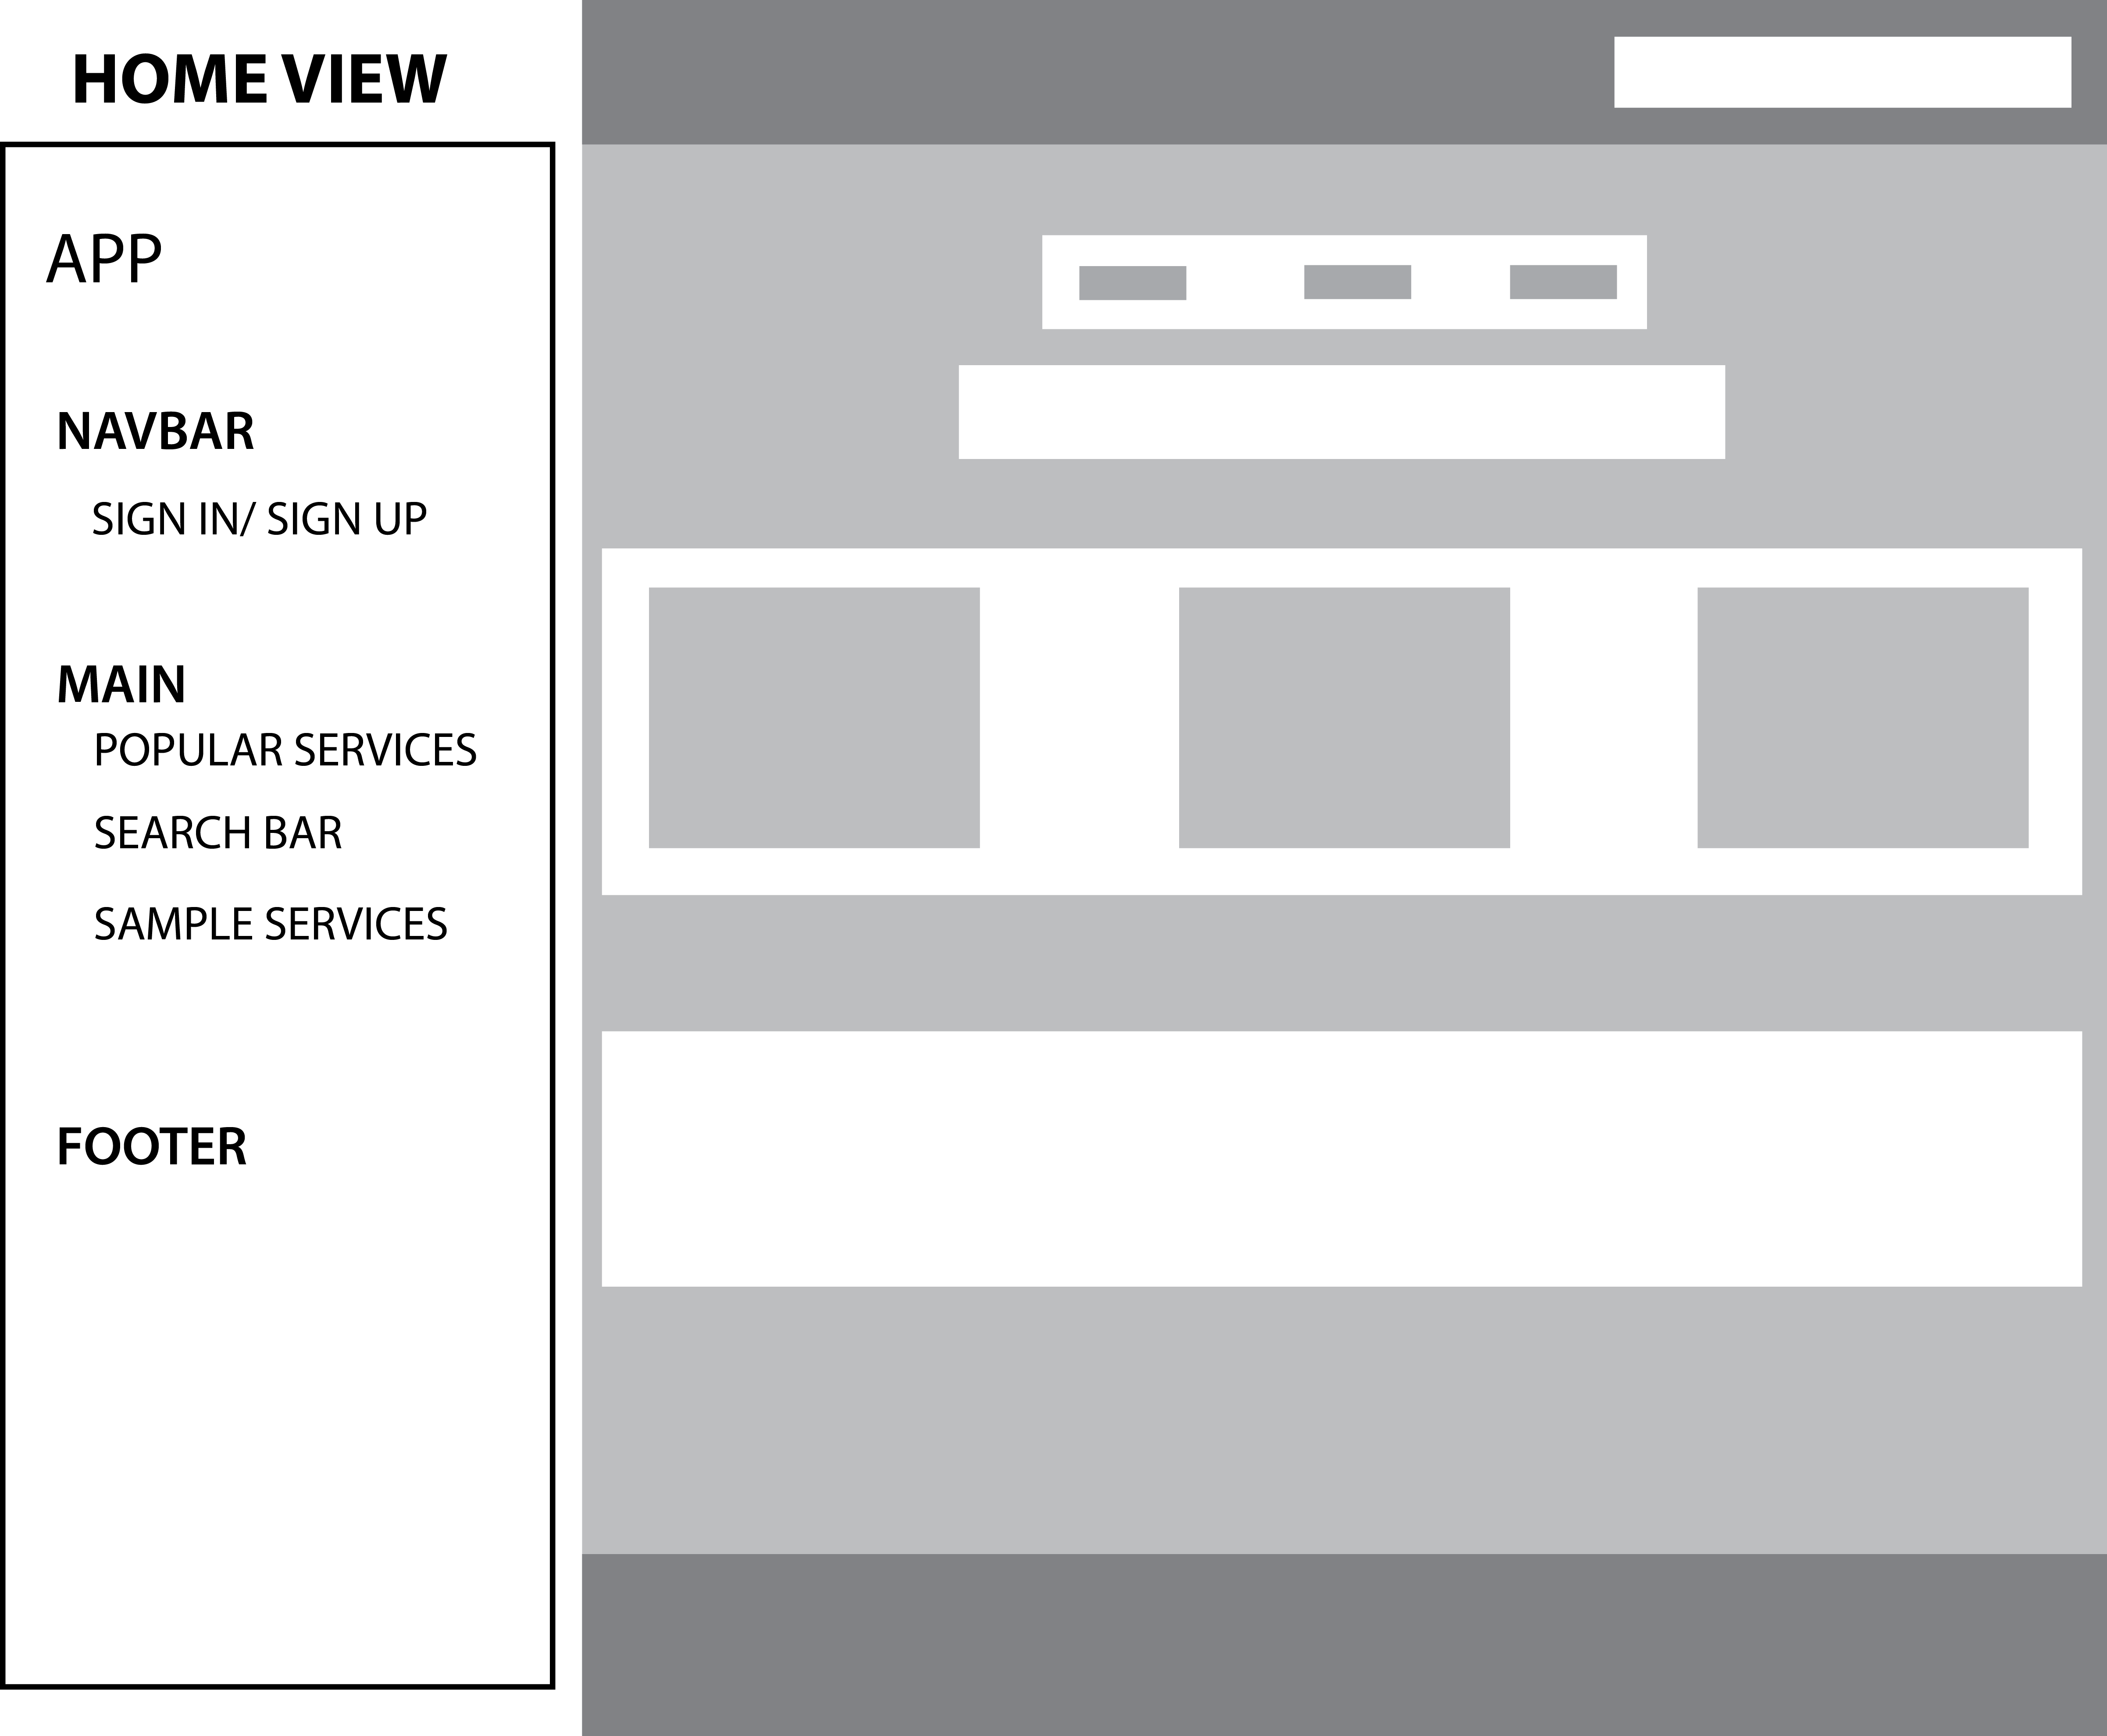 HOME VIEW
APP
NAVBAR
SIGN IN/ SIGN UP
MAIN
POPULAR SERVICES
SEARCH BAR
SAMPLE SERVICES
FOOTER